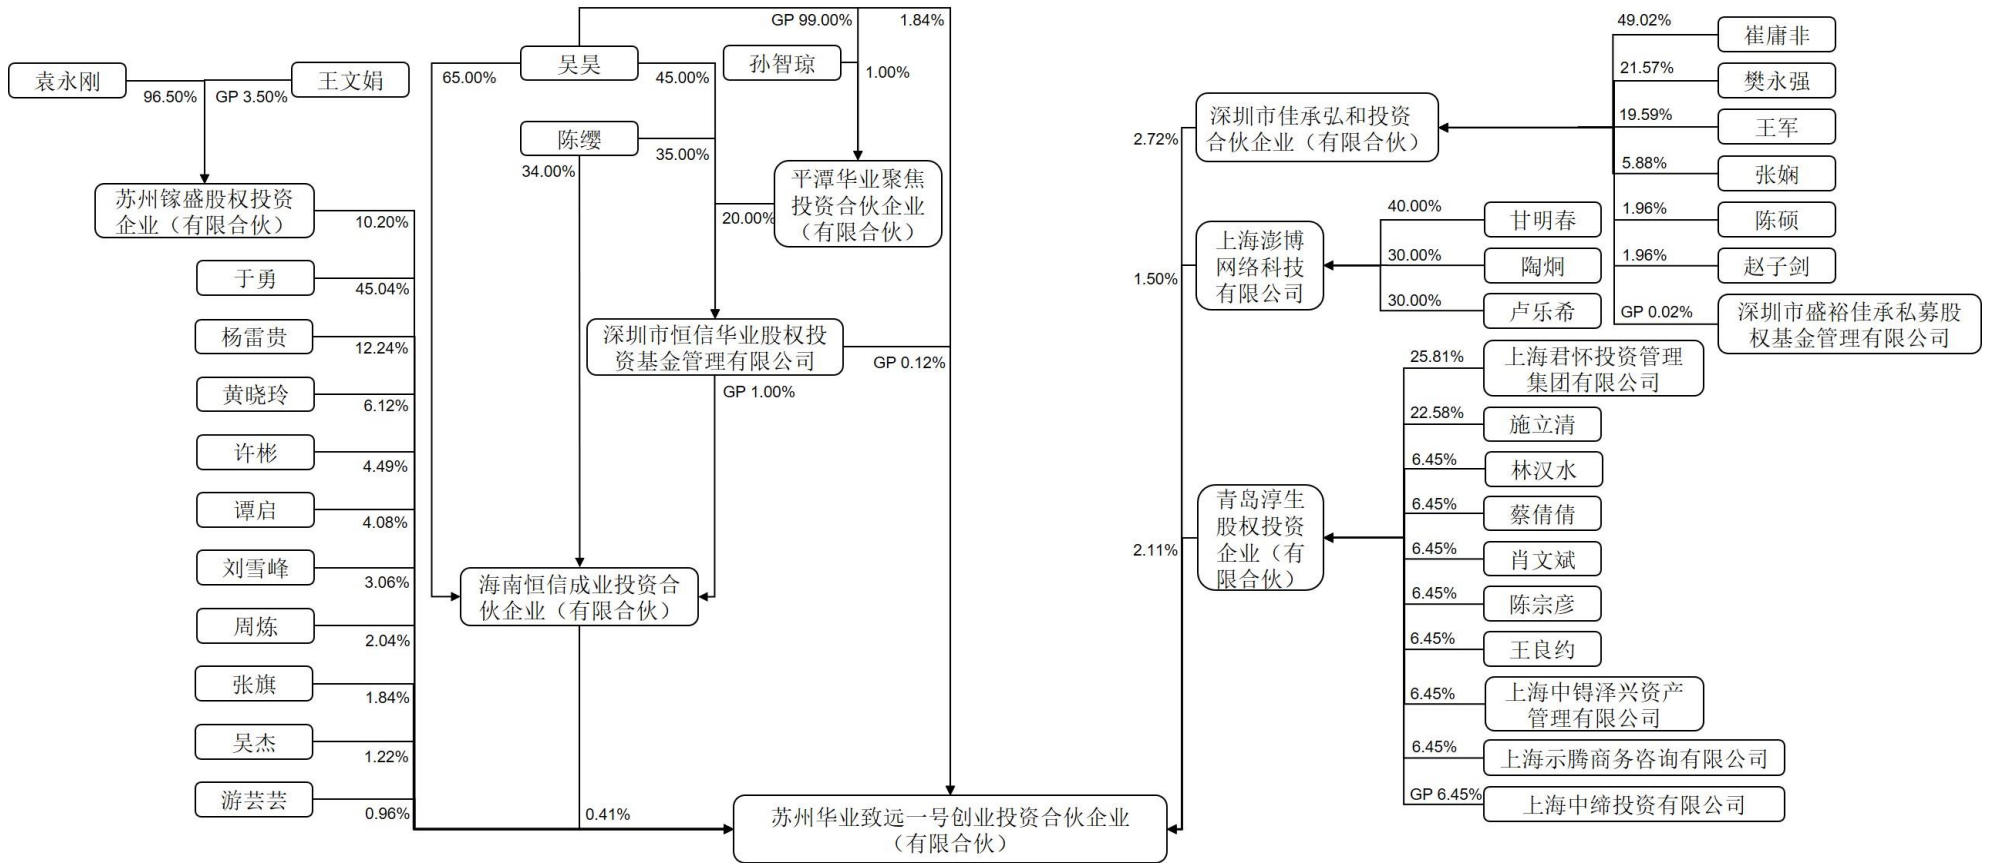 GP 99.00%
1.84%
吴昊
孙智琼
65.00%
45.00%
1.00%
袁永刚
王文娟
96.50%
GP 3.50%
陈缨
35.00%
34.00%
平潭华业聚焦
投资合伙企业
（有限合伙）
20.00%
苏州镓盛股权投资
企业（有限合伙）
10.20%
于勇
45.04%
杨雷贵
12.24%
黄晓玲
6.12%
许彬
4.49%
谭启
4.08%
刘雪峰
3.06%
周炼
2.04%
张旗
1.84%
吴杰
1.22%
游芸芸
0.96%
深圳市恒信华业股权投
资基金管理有限公司
GP 0.12%
GP 1.00%
海南恒信成业投资合
伙企业（有限合伙）
0.41%
苏州华业致远一号创业投资合伙企业
（有限合伙）
2.72%
深圳市佳承弘和投资
合伙企业（有限合伙）
49.02%
崔庸非
21.57%
樊永强
19.59%
王军
5.88%
张娴
1.96%
陈硕
1.96%
赵子剑
GP 0.02%
深圳市盛裕佳承私募股
权基金管理有限公司
1.50%
上海澎博
网络科技
有限公司
40.00%
甘明春
30.00%
陶炯
30.00%
卢乐希
2.11%
青岛淳生
股权投资
企业（有
限合伙）
25.81%
上海君怀投资管理
集团有限公司
22.58%
施立清
6.45%
林汉水
6.45%
蔡倩倩
6.45%
肖文斌
6.45%
陈宗彦
6.45%
王良约
6.45%
上海中锝泽兴资产
管理有限公司
6.45%
上海示腾商务咨询有限公司
GP 6.45%
上海中缔投资有限公司